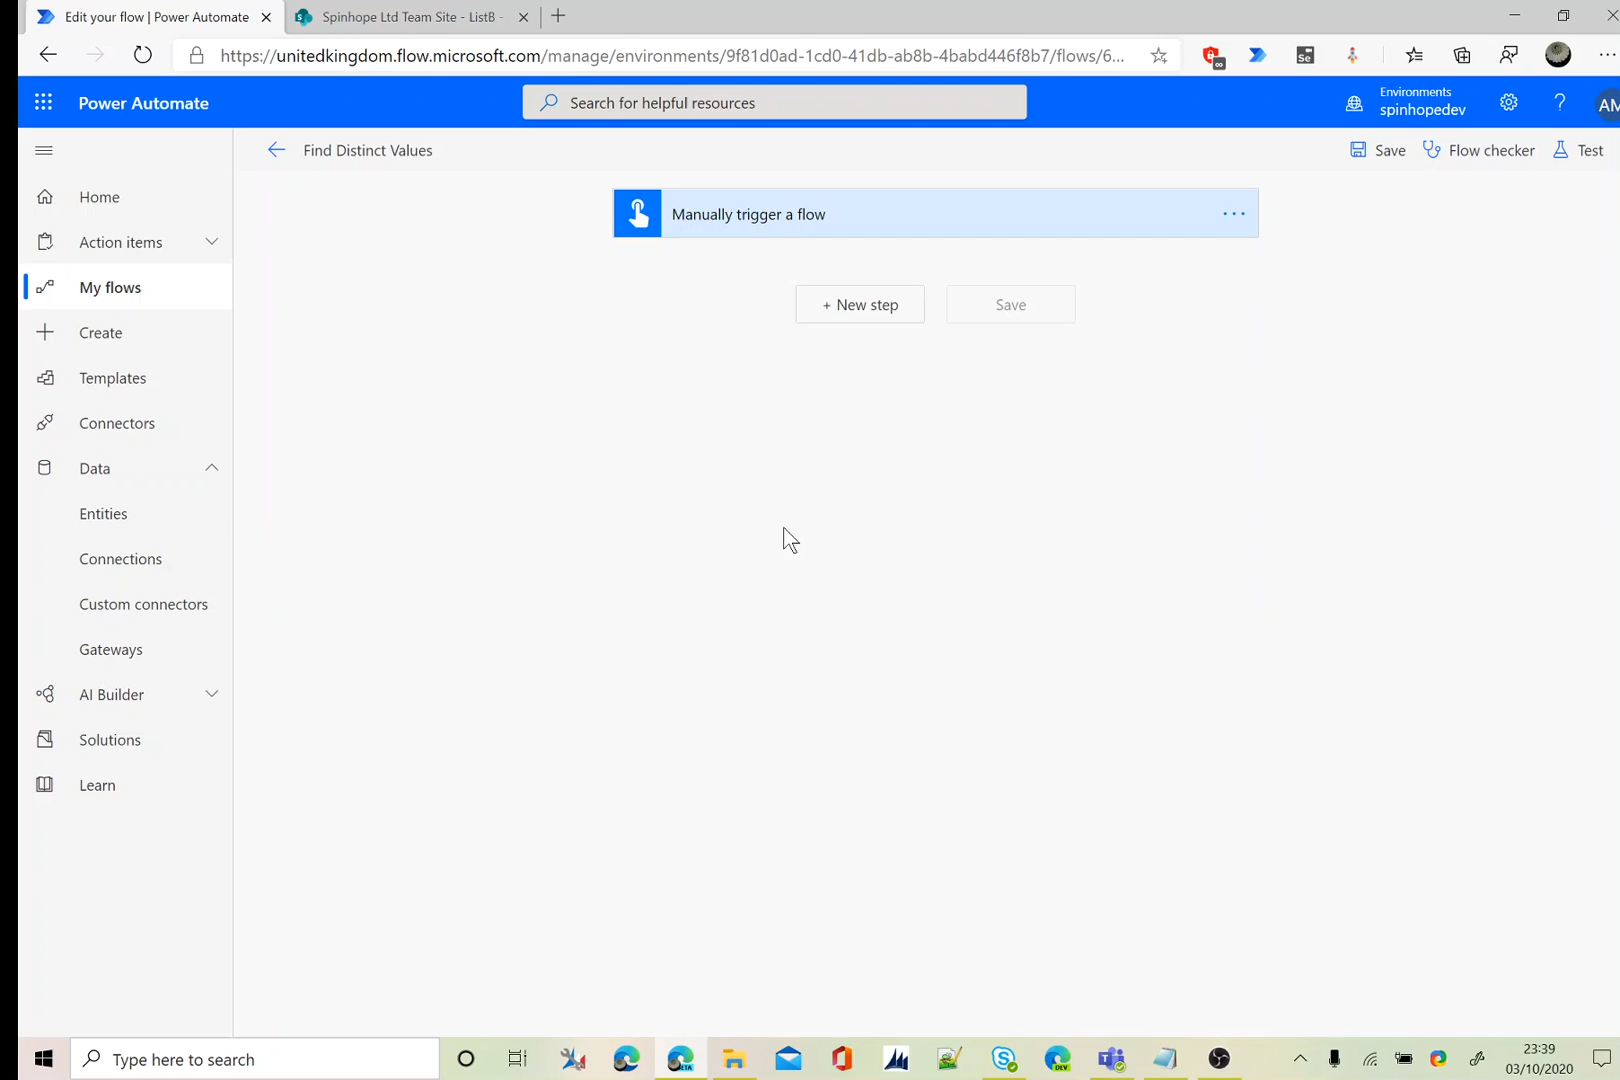 Edit your flow | Power Automate
Spinhope Ltd Team Site - ListB -
https://unitedkingdom.flow.microsoft.com/manage/environments/9f81d0ad-1cd0-41db-ab8b-4babd446f8b7/flows/6...
Se
Power Automate
Search for helpful resources
Environments
spinhopedev
?
AM
Find Distinct Values
Save
Flow checker
Test
Home
Action items
My flows
Create
Templates
Connectors
Data
Entities
Connections
Custom connectors
Gateways
AI Builder
Solutions
Learn
Manually trigger a flow
...
+ New step
Save
Type here to search
BETA
DEV
23:39
03/10/2020